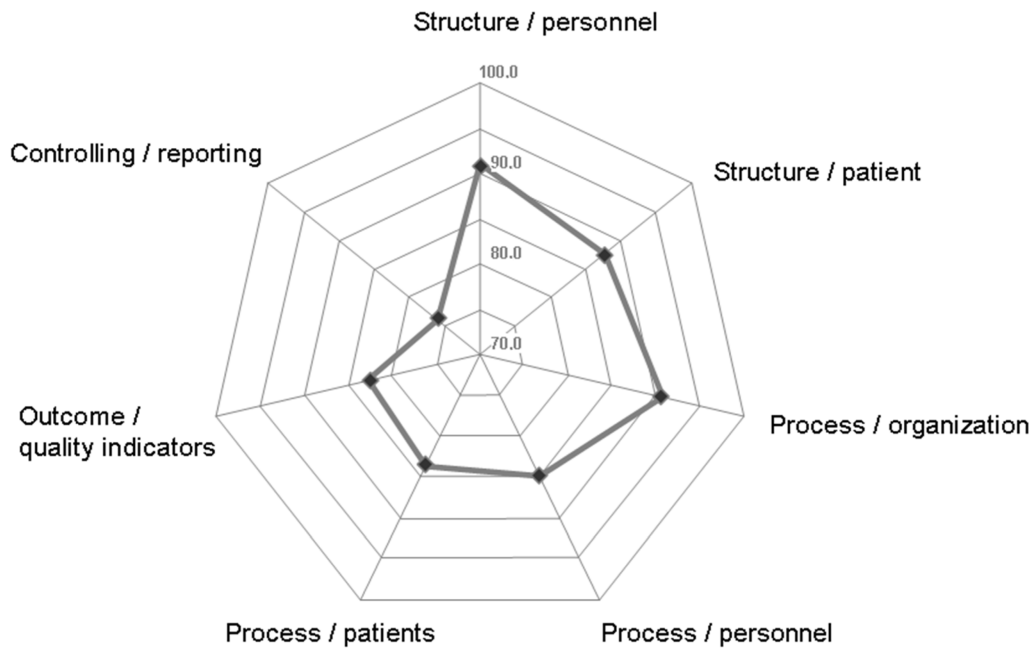 Structure / personnel
100.0
Controlling / reporting
90.0
Structure / patient
80.0
70.0
Outcome /
quality indicators
Process / organization
Process / patients
Process / personnel